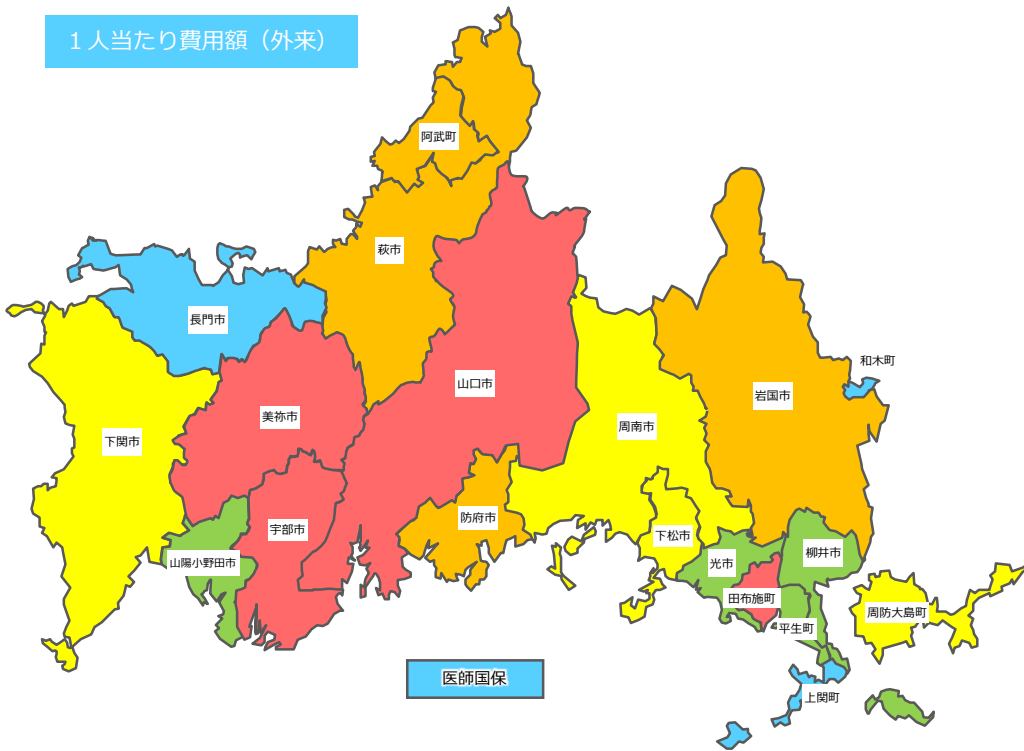 １人当たり費用額（外来）
阿武町
萩市
長門市
和木町
山口市
岩国市
美祢市
周南市
下関市
防府市
宇部市
下松市
柳井市
山陽小野田市
光市
田布施町
周防大島町
平生町
医師国保
上関町